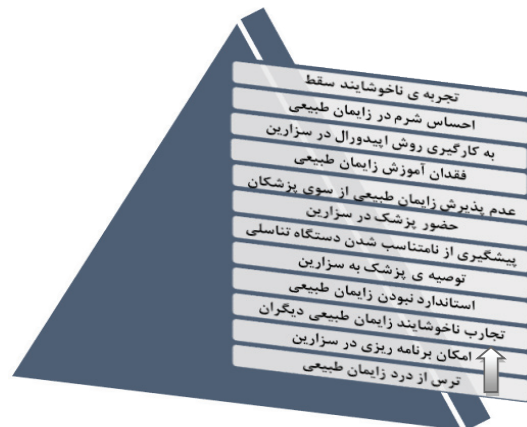 تجربه ی ناخوشایند سقط
احساس شرم در زایمان طبیعی
به کارگیری روش اپیدورال در سزارین
فقدان آموزش زایمان طبیعی
عدم پذیرش زایمان طبیعی از سوی پزشکان
حضور پزشک در سزارین
پیشگیری از نامتناسب شدن دستگاه تناسلی
توصیه ی پزشک به سزارین
استاندارد نبودن زایمان طبیعی
تجارب ناخوشایند زایمان طبیعی دیگران
امکان برنامه ریزی در سزارین
ترس از درد زایمان طبیعی